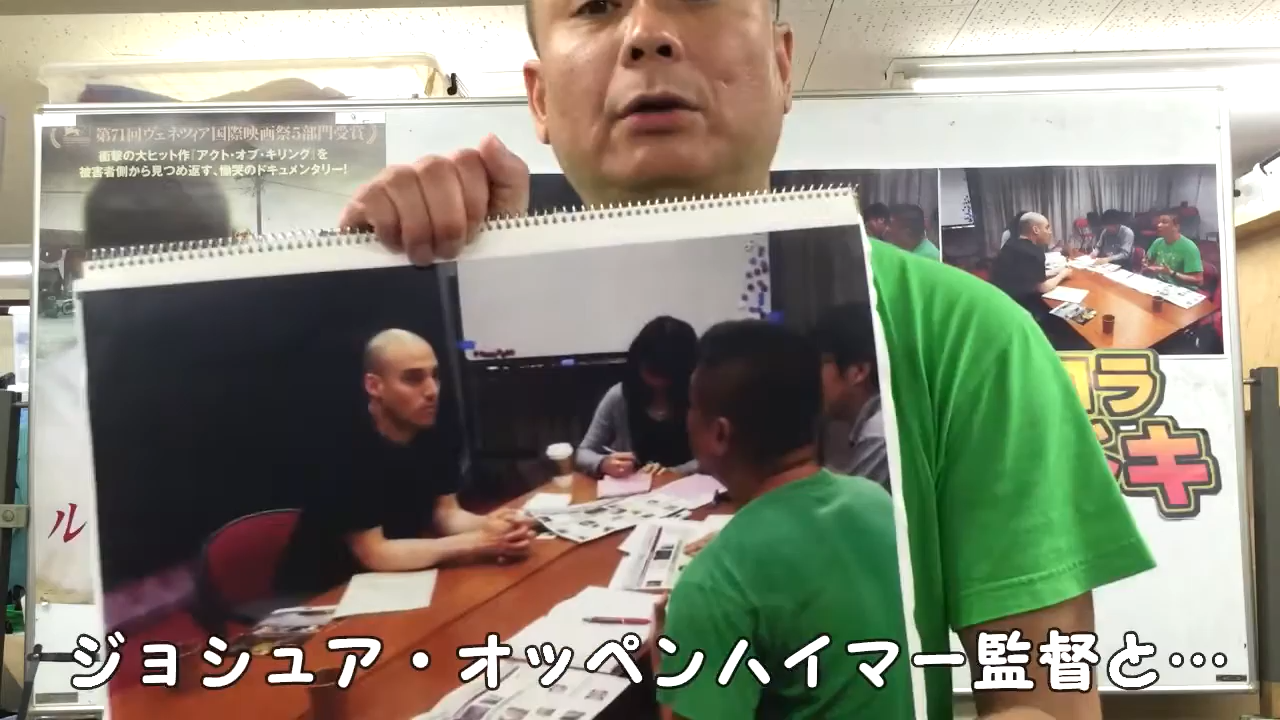 第71回ヴェネツィア国際映画祭5部門受賞
衝撃の大ヒット作『アクト・オブ・キリング』を
被害者側から見つめ返す、慟哭のドキュメンタリー!
ラ
キ
ル
ジョシュア・オッペンハイマー監督と…